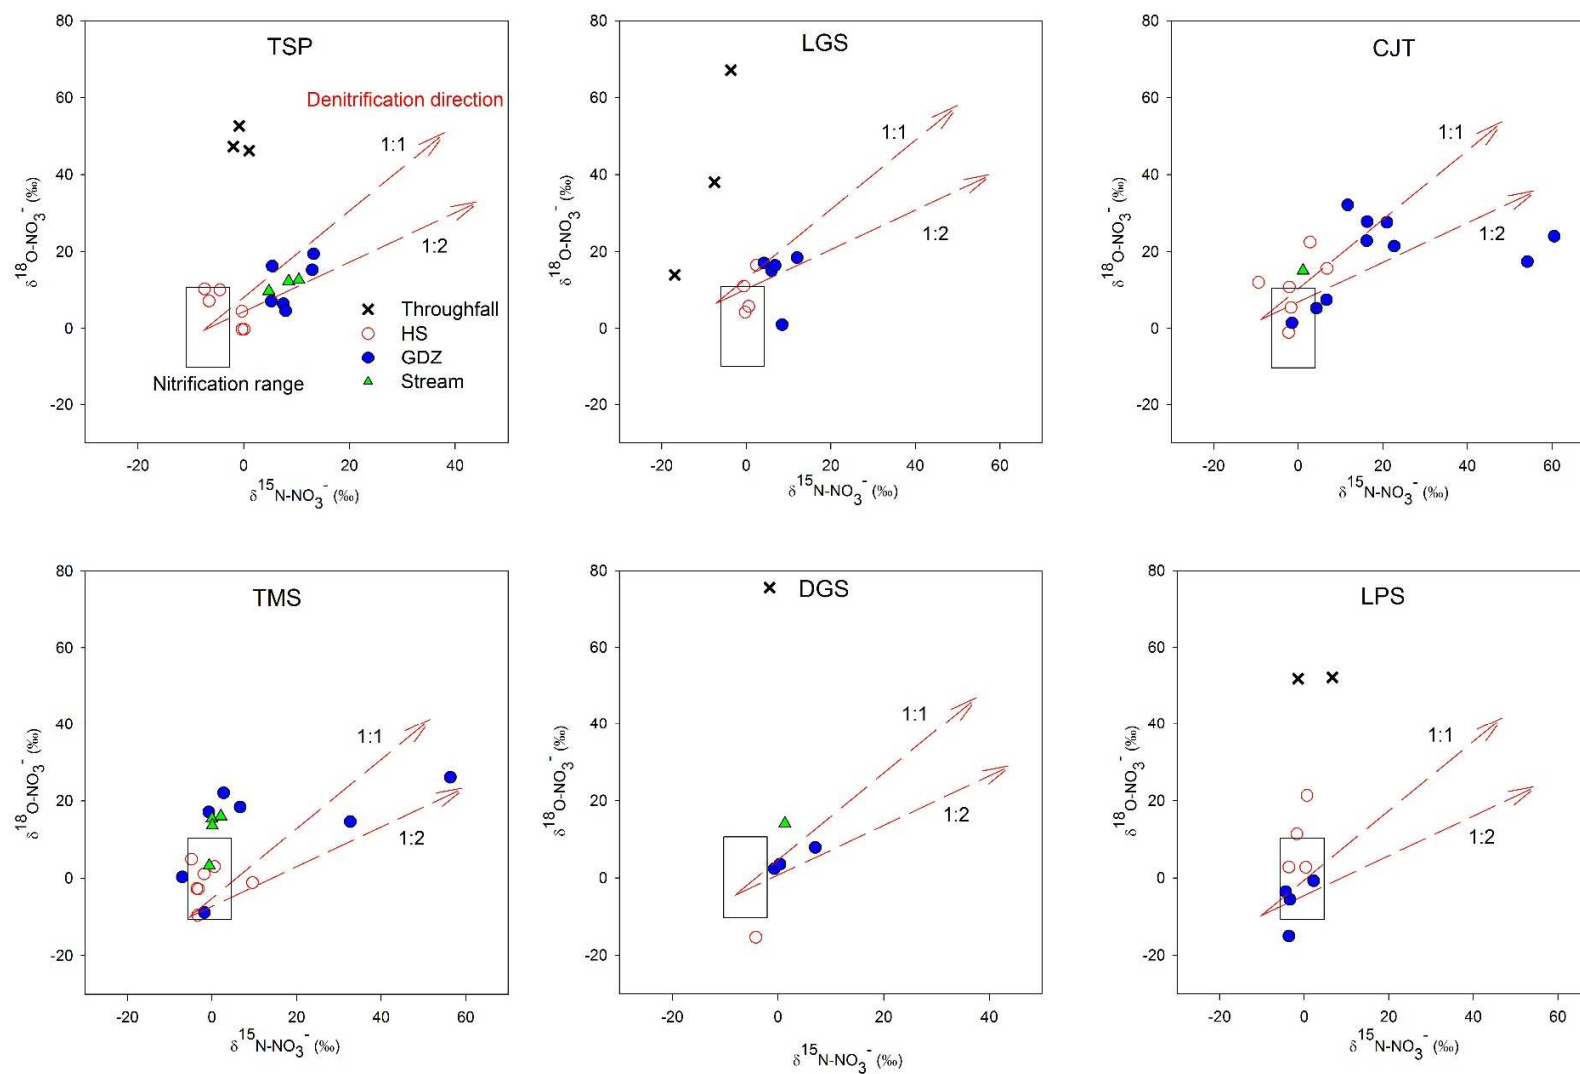 TSP
80
60
40
20
0
-20
δ18O-NO3- (‰)
Denitrification direction
1:1
1:2
Throughfall
HS
GDZ
Stream
Nitrification range
-20 0 20 40
δ15N-NO3- (‰)
LGS
80
60
40
20
0
-20
δ18O-NO3- (‰)
1:1
1:2
-20 0 20 40 60
δ15N-NO3- (‰)
CJT
80
60
40
20
0
-20
δ18O-NO3- (‰)
1:1
1:2
-20 0 20 40 60
δ15N-NO3- (‰)
TMS
80
60
40
20
0
-20
δ18O-NO3- (‰)
1:1
1:2
-20 0 20 40 60
δ15N-NO3- (‰)
DGS
80
60
40
20
0
-20
δ18O-NO3- (‰)
1:1
1:2
-20 0 20 40
δ15N-NO3- (‰)
LPS
80
60
40
20
0
-20
δ18O-NO3- (‰)
1:1
1:2
-20 0 20 40 60
δ15N-NO3- (‰)